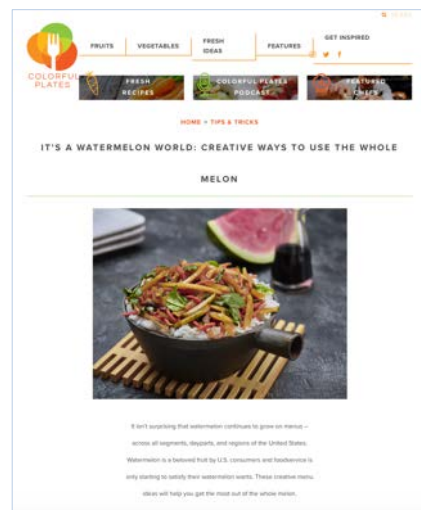 FRUITS
VEGETABLES
FRESH
IDEAS
FEATURES
GET INSPIRED
COLORFUL
PLATES
FRESH
RECIPES
COLORFUL PLATES
PODCAST
FEATURED
CHEFS
HOME > TIPS & TRICKS
IT'S A WATERMELON WORLD: CREATIVE WAYS TO USE THE WHOLE
MELON
It isn't surprising that watermelon continues to grow on menus —
across all segments, dayparts, and regions of the United States.
Watermelon is a beloved fruit by U.S. consumers and foodservice is
only starting to satisfy their watermelon wants. These creative menu
ideas will help you get the most out of the whole melon.